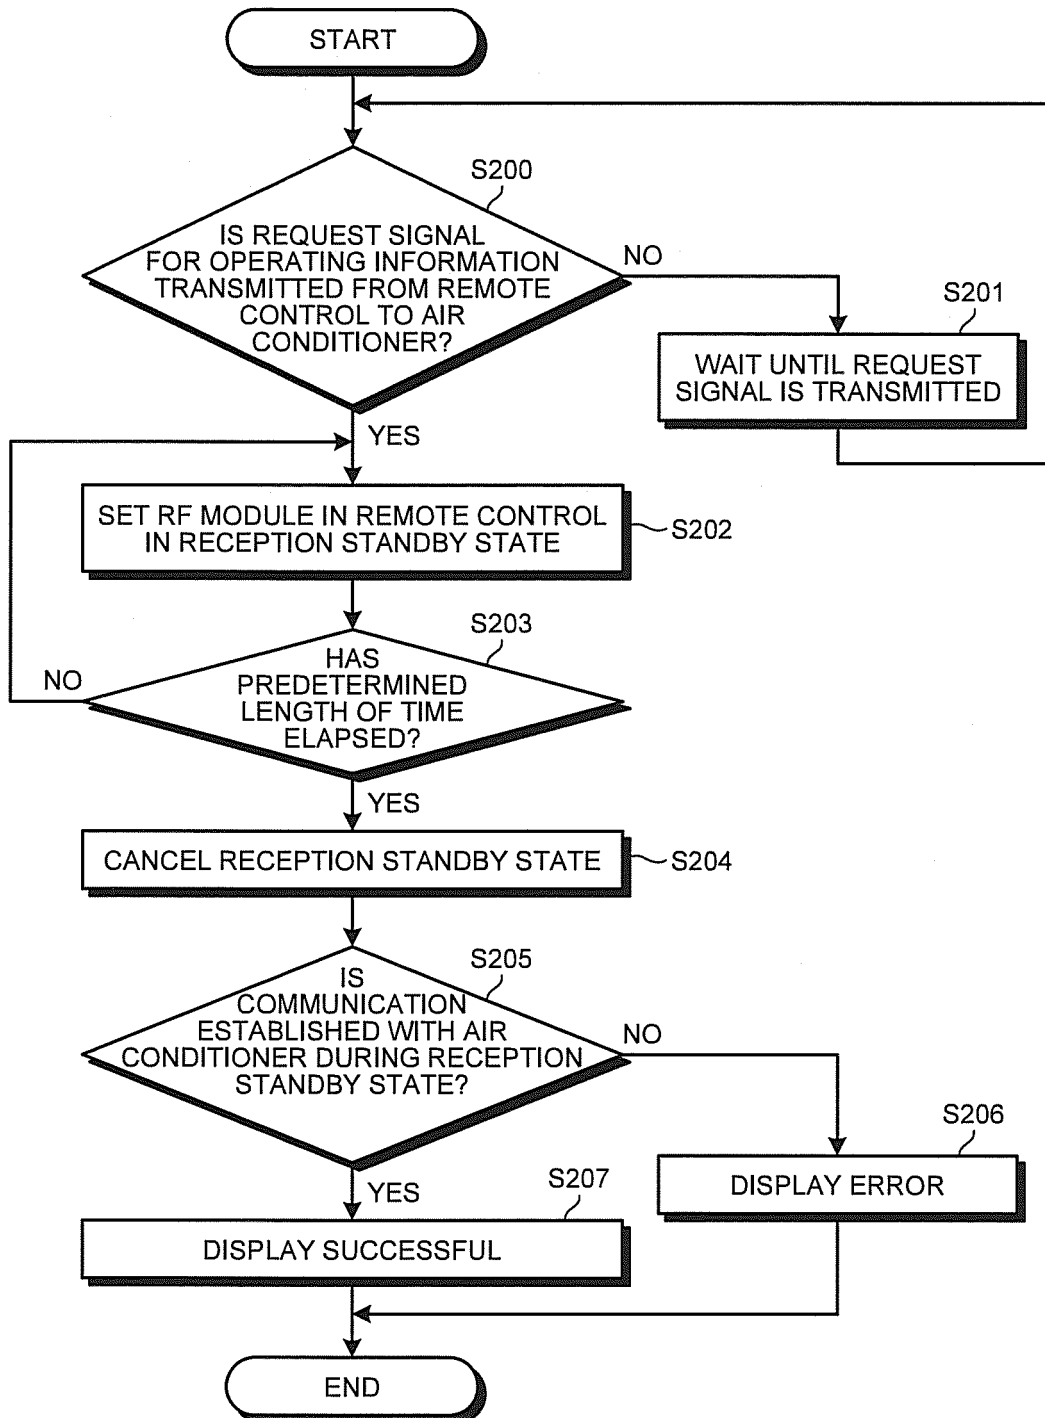 START
S200
IS REQUEST SIGNAL
FOR OPERATING INFORMATION
TRANSMITTED FROM REMOTE
CONTROL TO AIR
CONDITIONER?
NO
S201
WAIT UNTIL REQUEST
SIGNAL IS TRANSMITTED
YES
SET RF MODULE IN REMOTE CONTROL
IN RECEPTION STANDBY STATE
S202
S203
HAS
PREDETERMINED
LENGTH OF TIME
ELAPSED?
NO
YES
CANCEL RECEPTION STANDBY STATE
S204
S205
IS
COMMUNICATION
ESTABLISHED WITH AIR
CONDITIONER DURING RECEPTION
STANDBY STATE?
NO
S206
DISPLAY ERROR
YES
S207
DISPLAY SUCCESSFUL
END